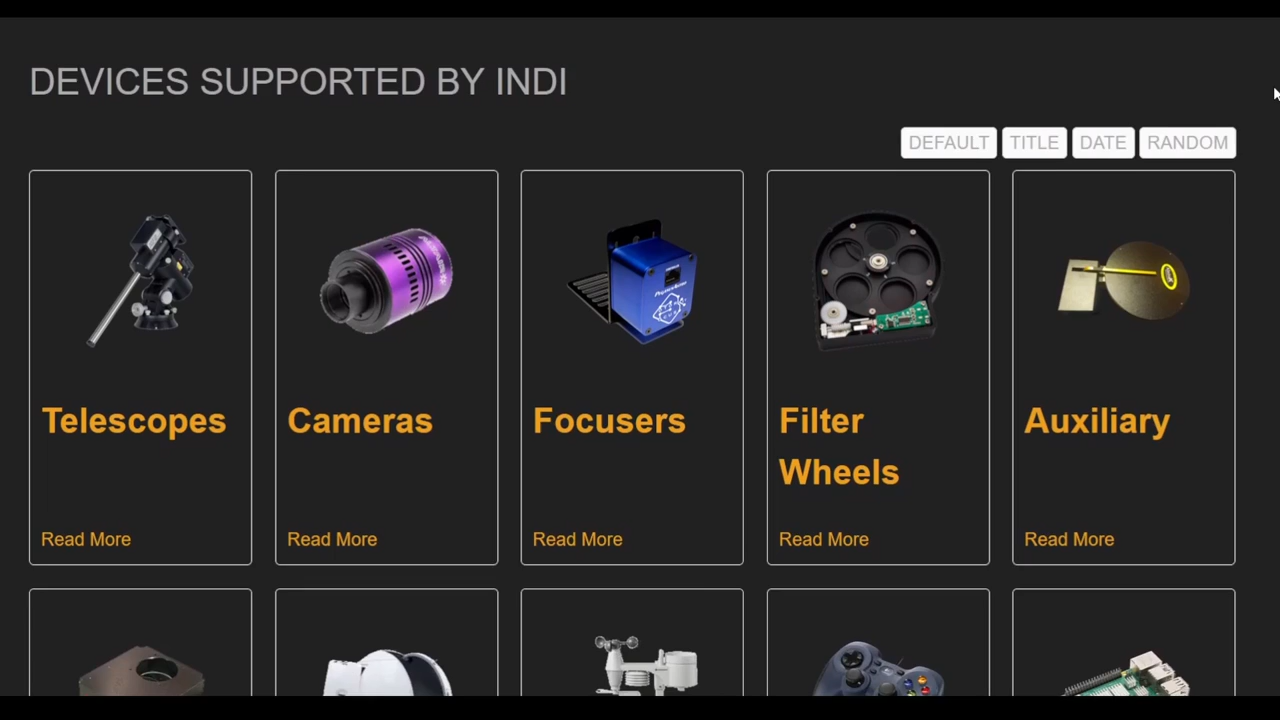 DEVICES SUPPORTED BY INDI
DEFAULT TITLE DATE RANDOM
Telescopes
Cameras
Focusers
Filter
Wheels
Auxiliary
Read More
Read More
Read More
Read More
Read More